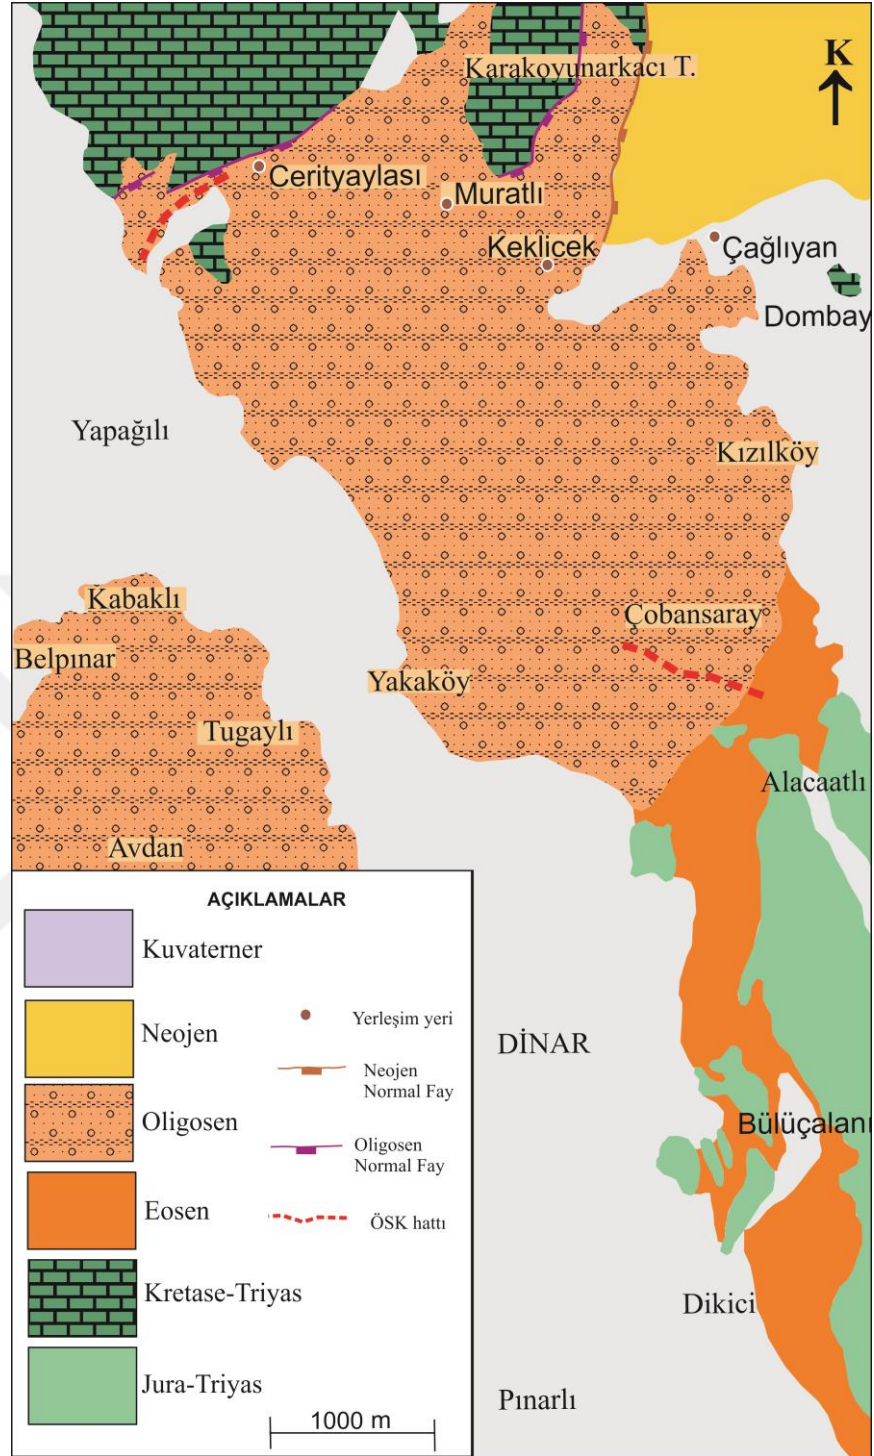 Karakoyunarkacı T.
K
Cerityaylası
Muratlı
Keklicek
Çağlıyan
Dombay
Yapağılı
Kızılköy
Kabaklı
Çobansaray
Belpınar
Yakaköy
Tugaylı
Alacaatlı
Avdan
AÇIKLAMALAR
Kuvaterner
Neojen
Oligosen
Eosen
Kretase-Triyas
Jura-Triyas
Yerleşim yeri
Neojen
Normal Fay
Oligosen
Normal Fay
ÖSK hattı
1000 m
DİNAR
Bülüçalanı
Dikici
Pınarlı